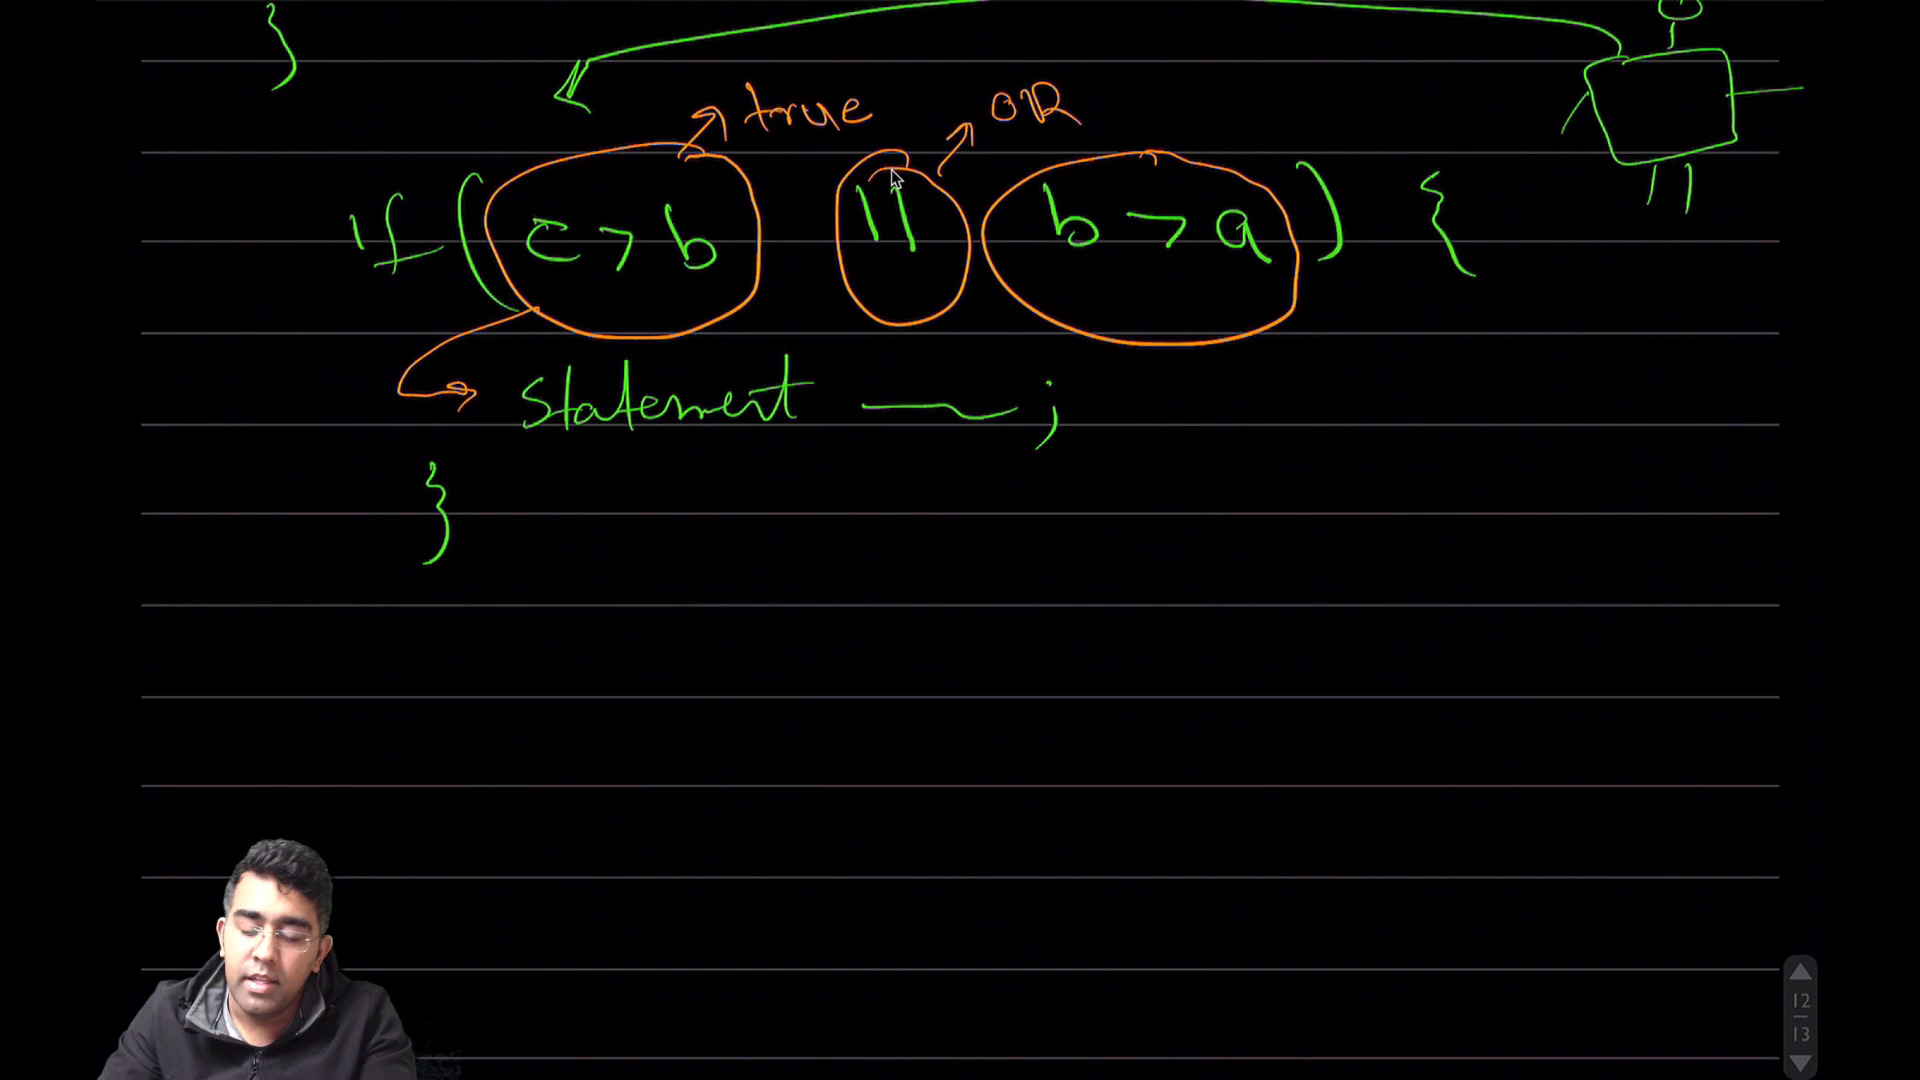 }
true OR
if ( c > b || b > a ) {
statement ;
}
12
13